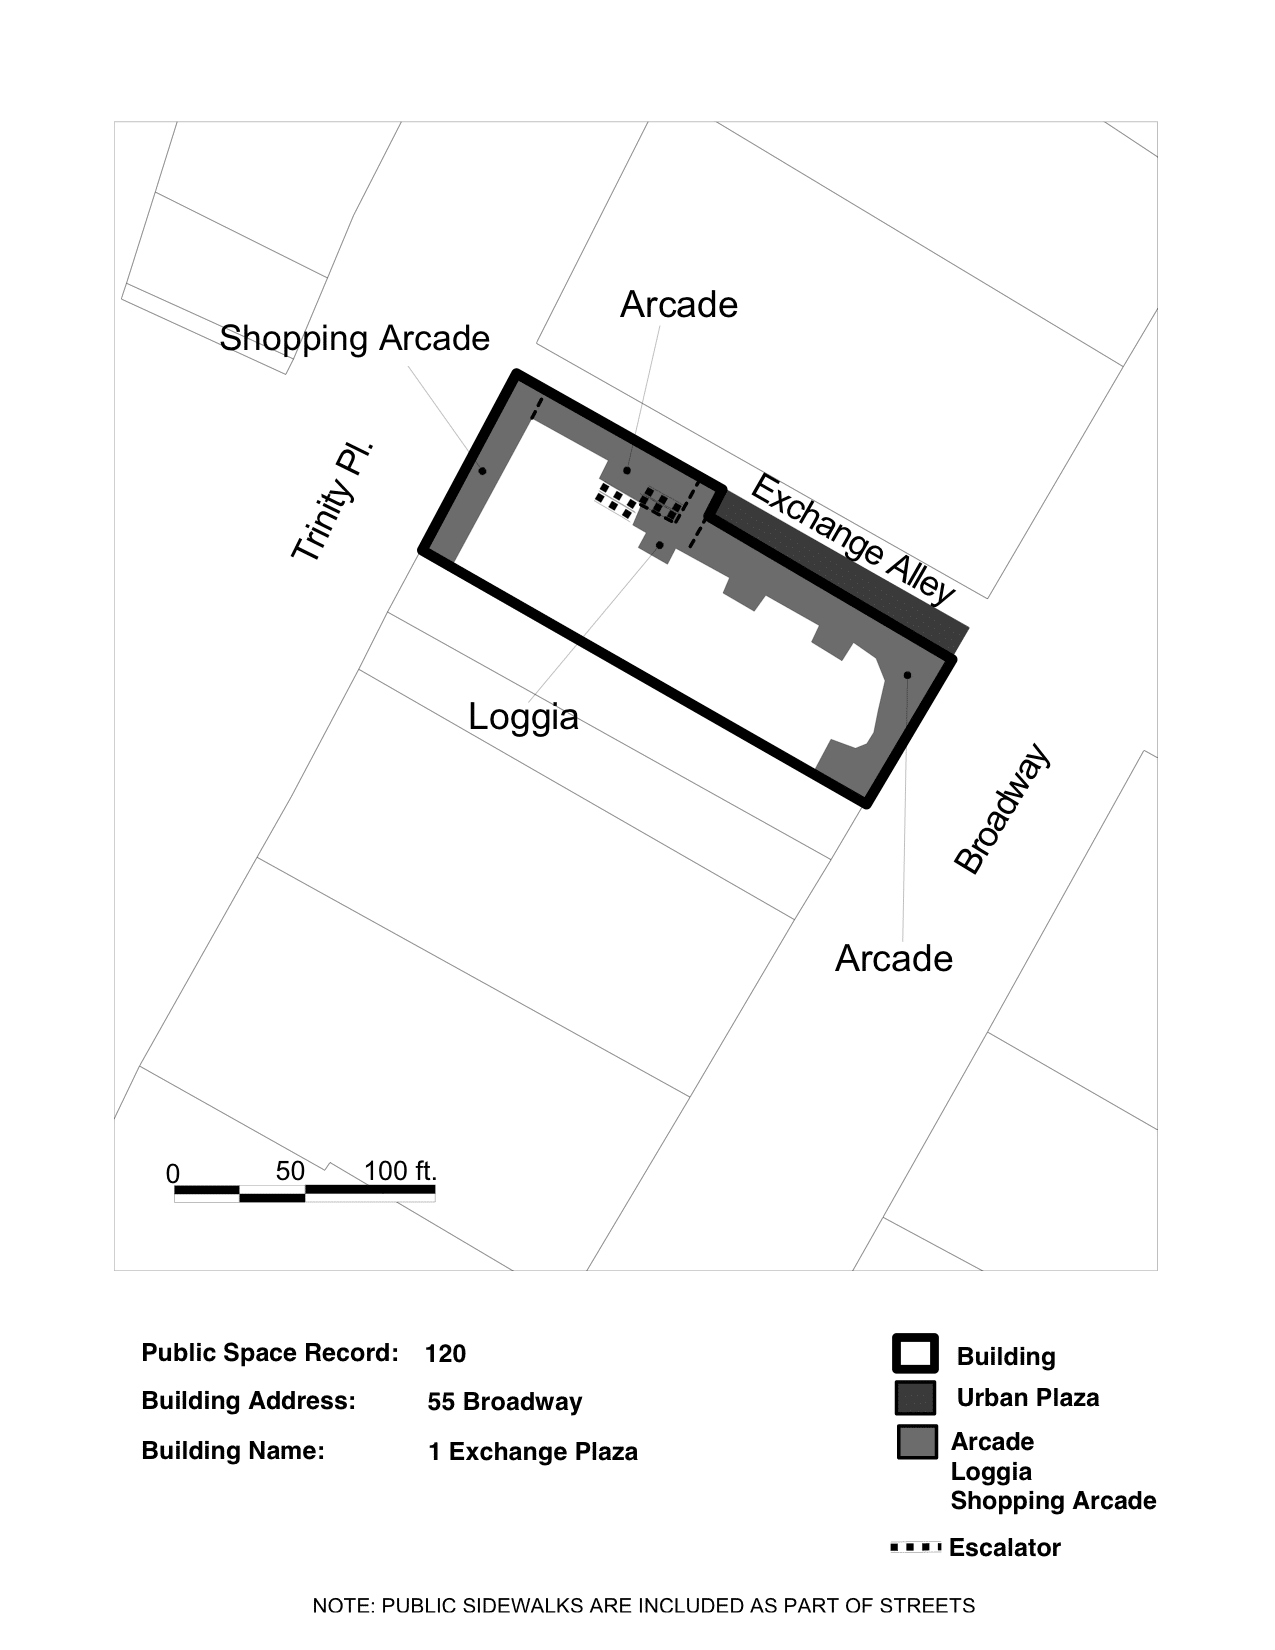 Arcade
Shopping Arcade
Trinity Pl.
Exchange Alley
Loggia
Broadway
Arcade
0 50 100 ft.
Public Space Record: 120
Building Address: 55 Broadway
Building Name: 1 Exchange Plaza
Building
Urban Plaza
Arcade
Loggia
Shopping Arcade
Escalator
NOTE: PUBLIC SIDEWALKS ARE INCLUDED AS PART OF STREETS